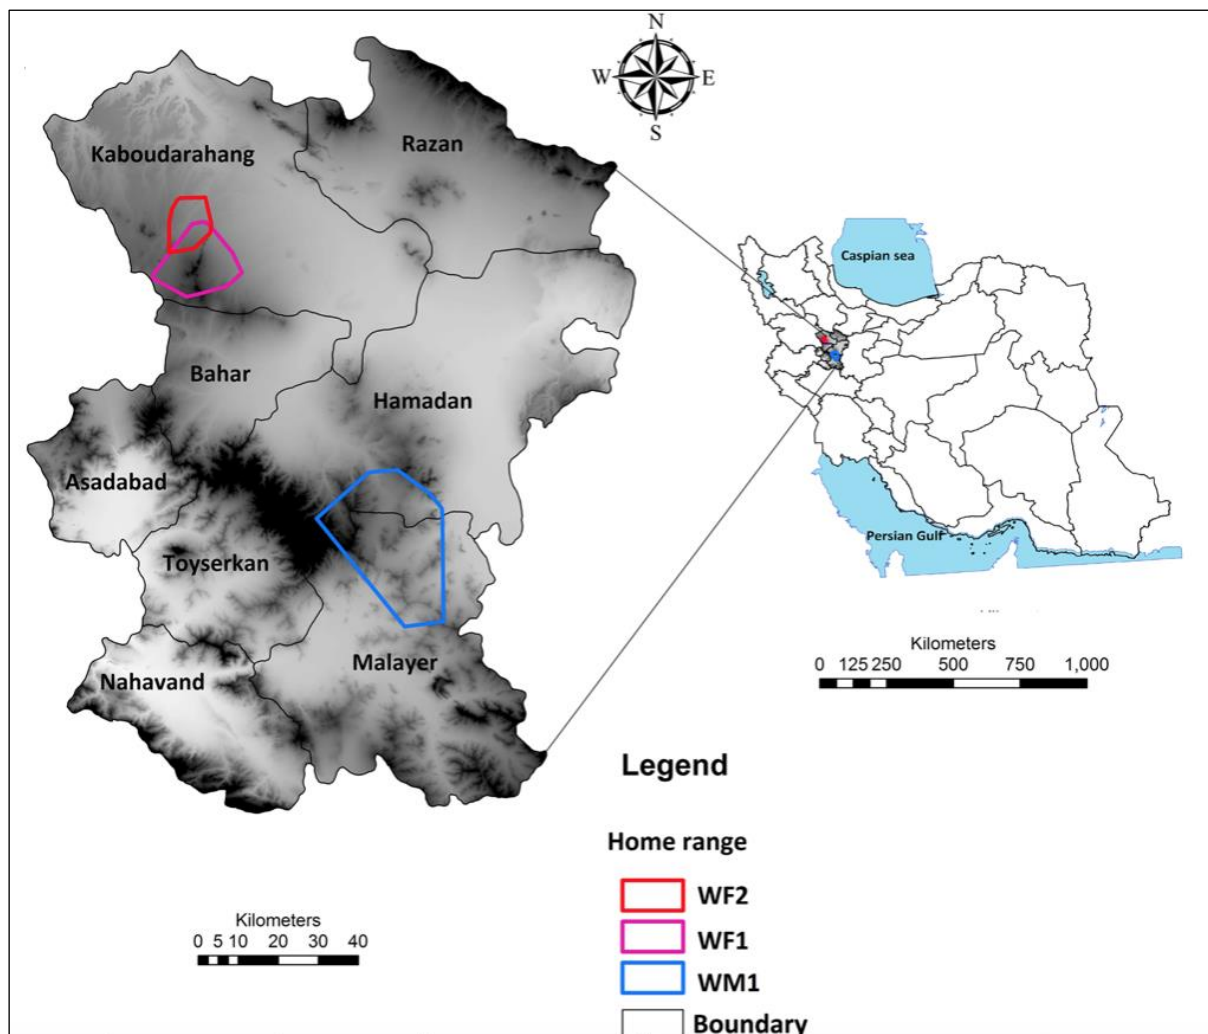 N
W E
S
Kaboudarahang
Razan
Caspian sea
Bahar
Hamadan
Asadabad
Toyserkan
Persian Gulf
Malayer
Nahavand
Kilometers
0 125 250 500 750 1,000
Legend
Home range
WF2
WF1
WM1
Boundary
Kilometers
0 5 10 20 30 40